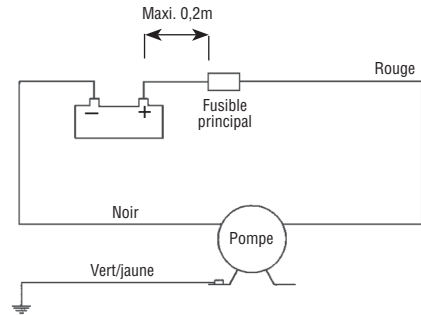 Maxi. 0,2m
Rouge
Fusible
principal
Noir
Pompe
Vert/jaune